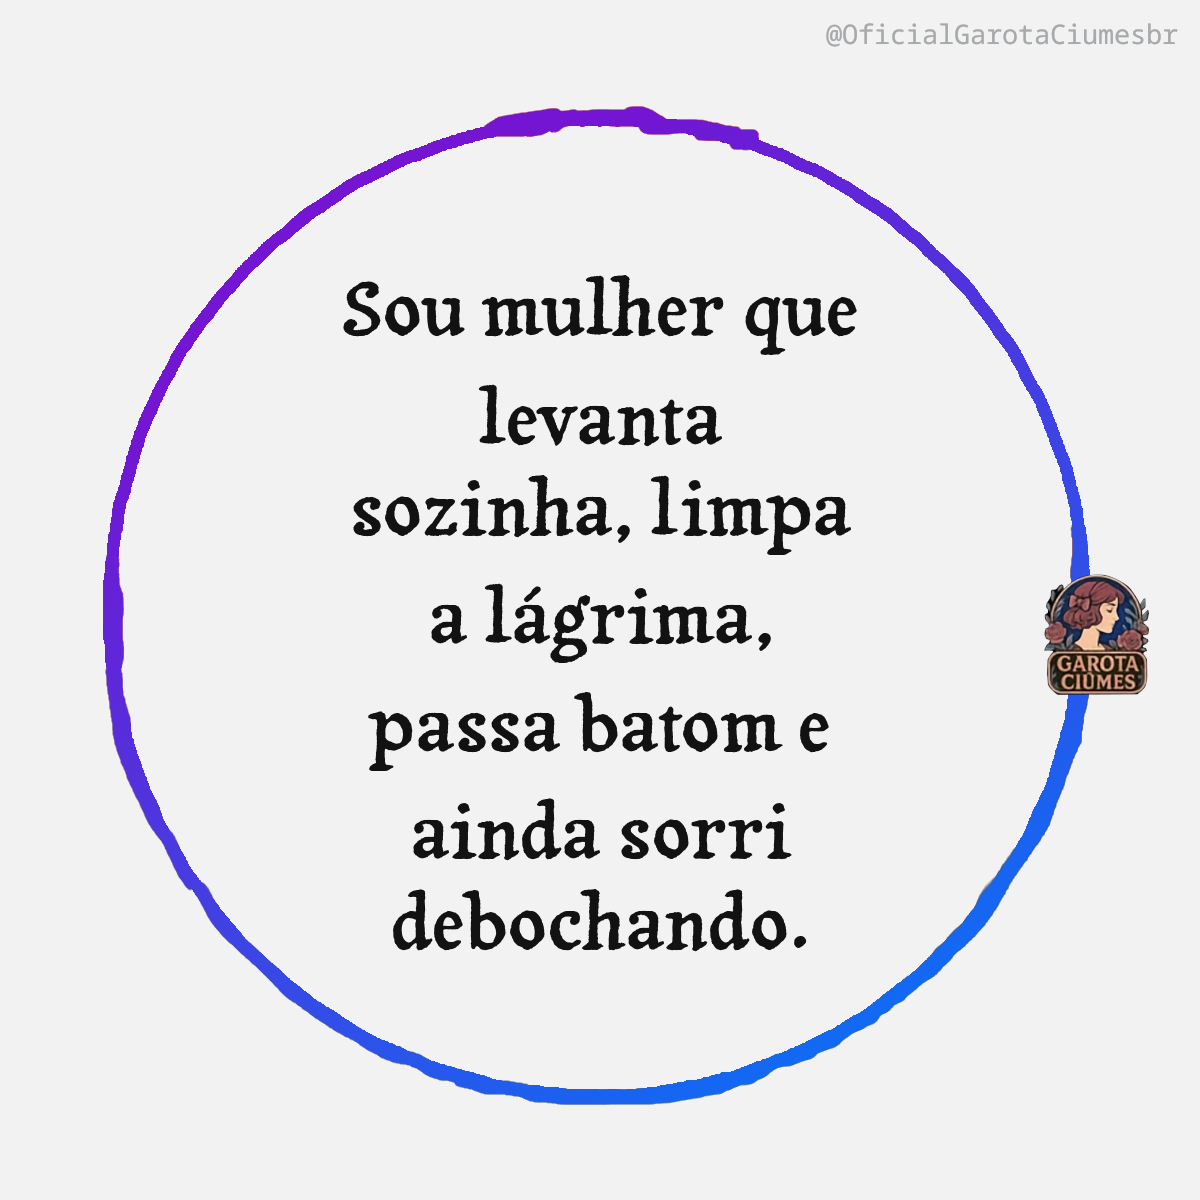 @OficialGarotaCiumesbr
Sou mulher que
levanta
sozinha, limpa
a lágrima,
passa batom e
ainda sorri
debochando.
GAROTA
CIÚMES